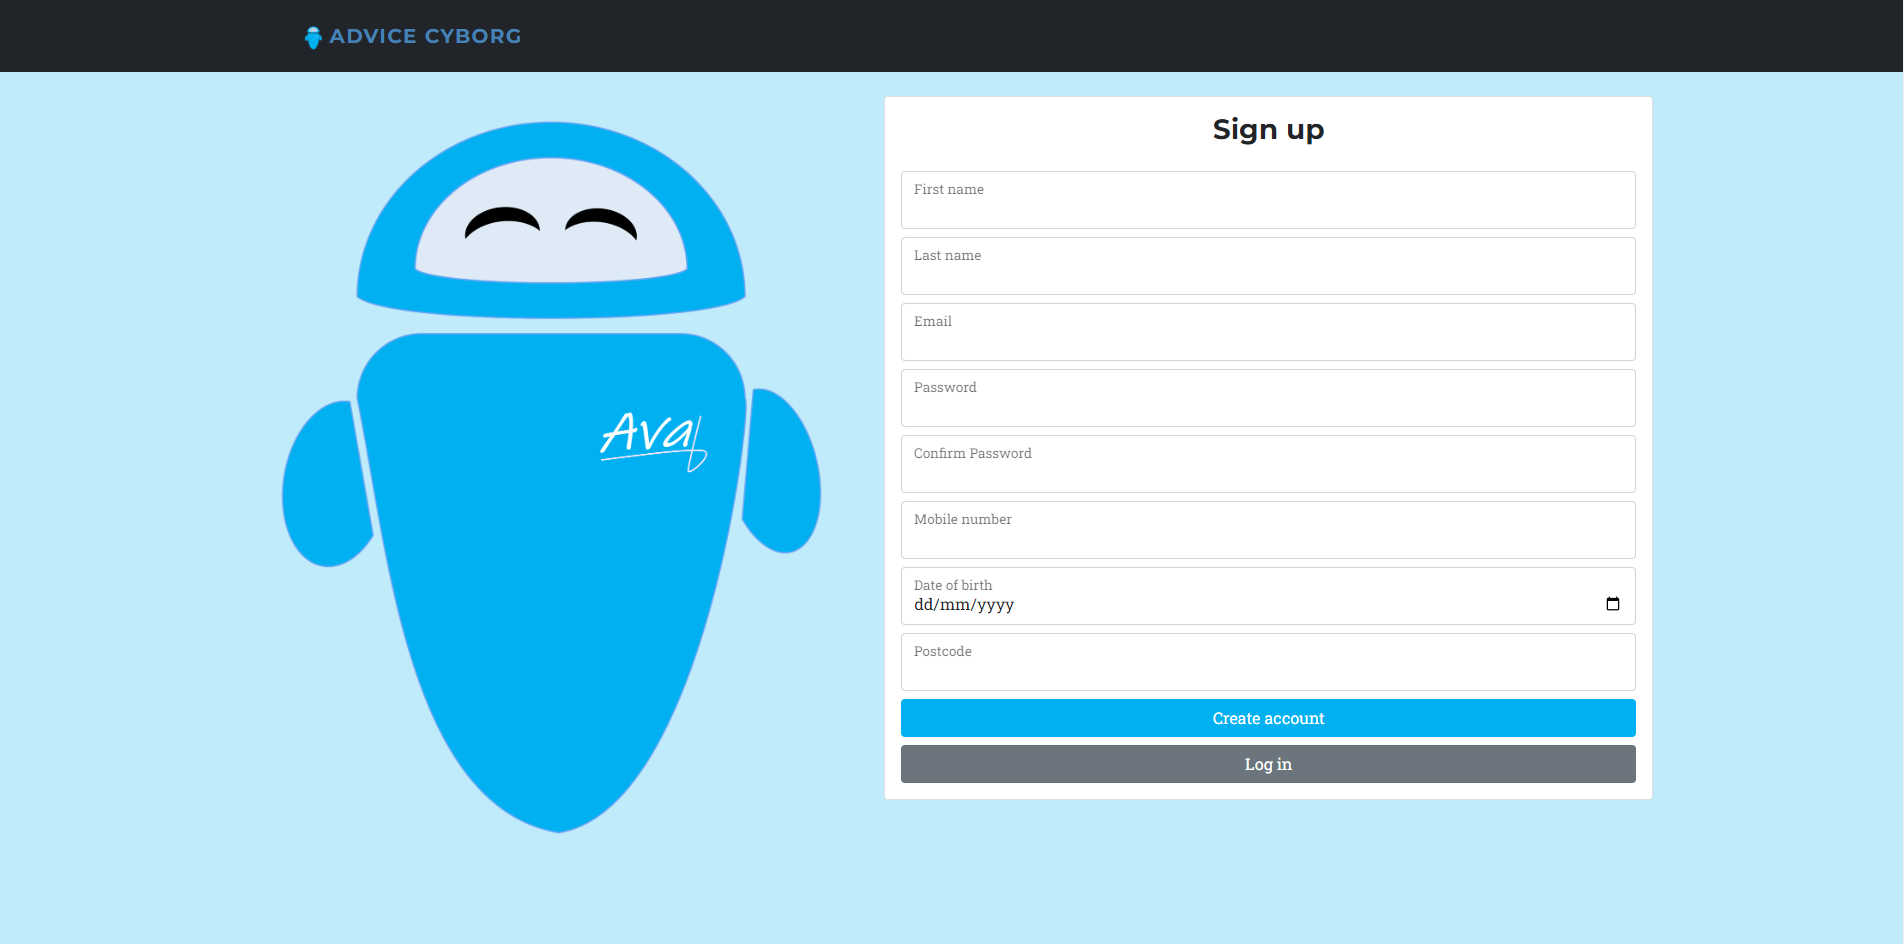 ADVICE CYBORG
Ava
Sign up
First name
Last name
Email
Password
Confirm Password
Mobile number
Date of birth
dd/mm/yyyy
Postcode
Create account
Log in